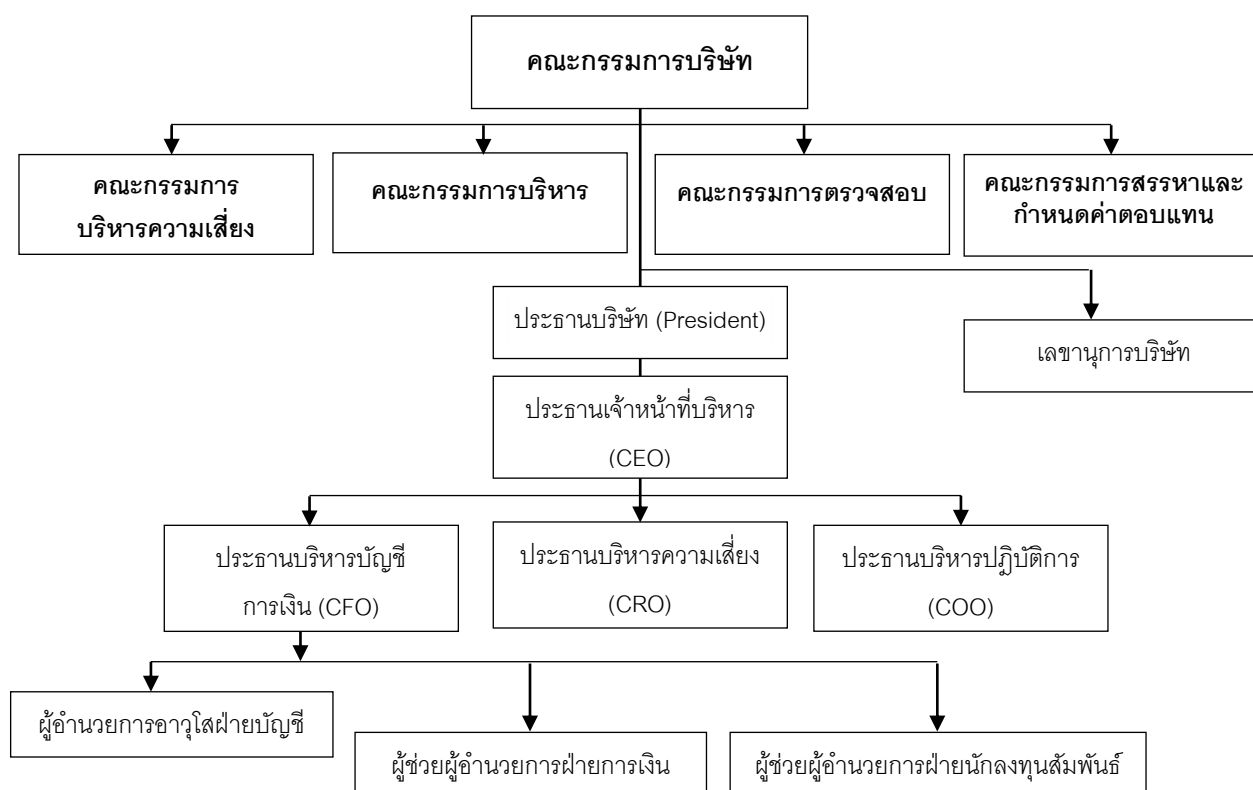 คณะกรรมการบริษัท
คณะกรรมการ
บริหารความเสี่ยง
คณะกรรมการบริหาร
คณะกรรมการตรวจสอบ
คณะกรรมการสรรหาและ
กำหนดค่าตอบแทน
ประธานบริษัท (President)
เลขานุการบริษัท
ประธานเจ้าหน้าที่บริหาร
(CEO)
ประธานบริหารบัญชี
การเงิน (CFO)
ประธานบริหารความเสี่ยง
(CRO)
ประธานบริหารปฏิบัติการ
(COO)
ผู้อำนวยการอาวุโสฝ่ายบัญชี
ผู้ช่วยผู้อำนวยการฝ่ายการเงิน
ผู้ช่วยผู้อำนวยการฝ่ายนักลงทุนสัมพันธ์